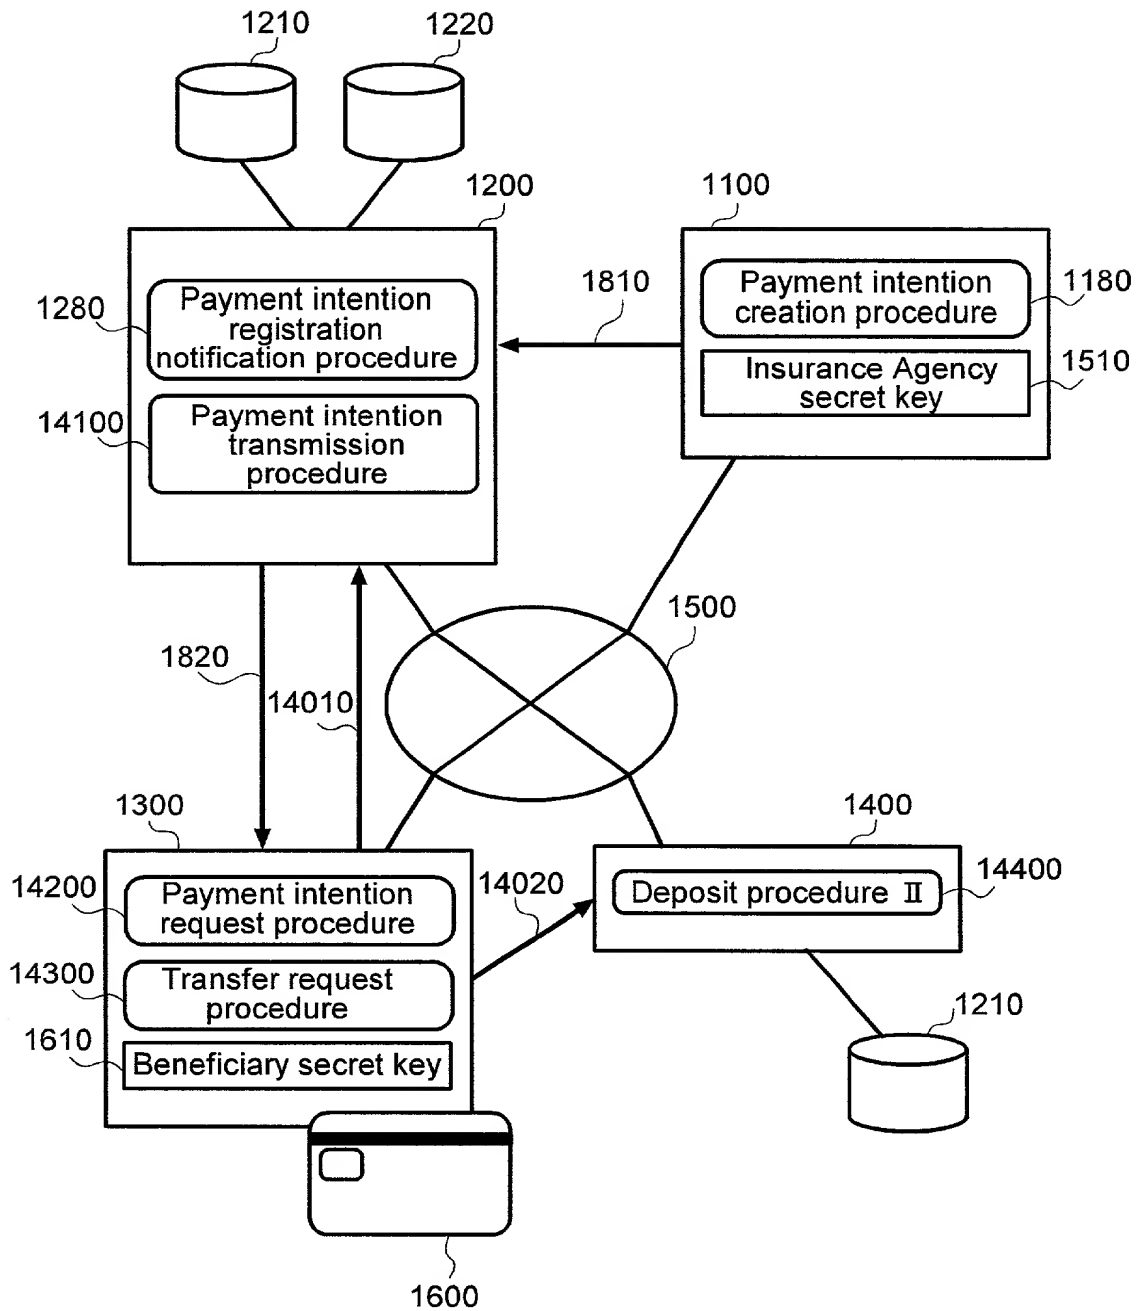 1210
1220
1200
1100
1280
Payment intention
registration
notification procedure
14100
Payment intention
transmission
procedure
1810
Payment intention
creation procedure
1180
Insurance Agency
secret key
1510
1500
1820
14010
1300
1400
14200
Payment intention
request procedure
14020
Deposit procedure Ⅱ
14400
14300
Transfer request
procedure
1610
Beneficiary secret key
1210
1600